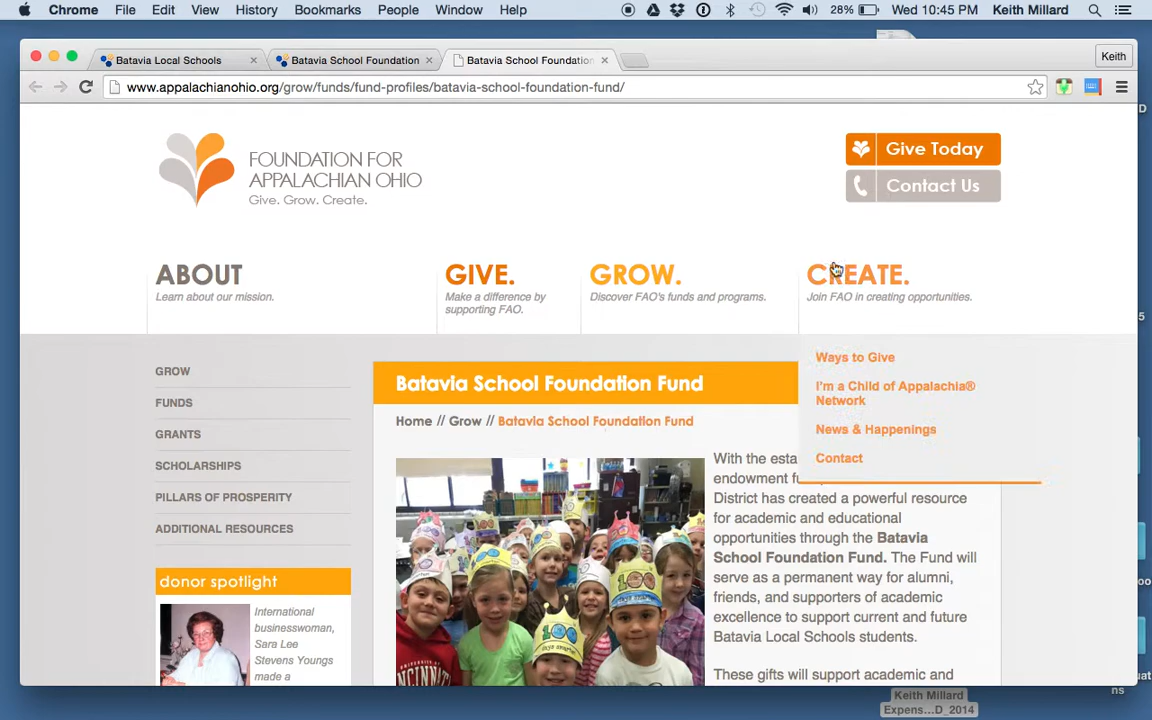 Chrome File Edit View History Bookmarks People Window Help 28% Wed 10:45 PM Keith Millard
Batavia Local Schools Batavia School Foundation Batavia School Foundation Keith
www.appalachianohio.org/grow/funds/fund-profiles/batavia-school-foundation-fund/
FOUNDATION FOR
APPALACHIAN OHIO
Give. Grow. Create.
Give Today
Contact Us
ABOUT
Learn about our mission.
GIVE.
Make a difference by
supporting FAO.
GROW.
Discover FAO's funds and programs.
CREATE.
Join FAO in creating opportunities.
Ways to Give
I'm a Child of Appalachia®
Network
News & Happenings
Contact
GROW
FUNDS
GRANTS
SCHOLARSHIPS
PILLARS OF PROSPERITY
ADDITIONAL RESOURCES
donor spotlight
International
businesswoman,
Sara Lee
Stevens Youngs
made a
Batavia School Foundation Fund
Home // Grow // Batavia School Foundation Fund
100
100
100
CINCINNATI
With the esta
endowment fu
District has created a powerful resource
for academic and educational
opportunities through the Batavia
School Foundation Fund. The Fund will
serve as a permanent way for alumni,
friends, and supporters of academic
excellence to support current and future
Batavia Local Schools students.
These gifts will support academic and
Keith Millard
Expens...D_2014